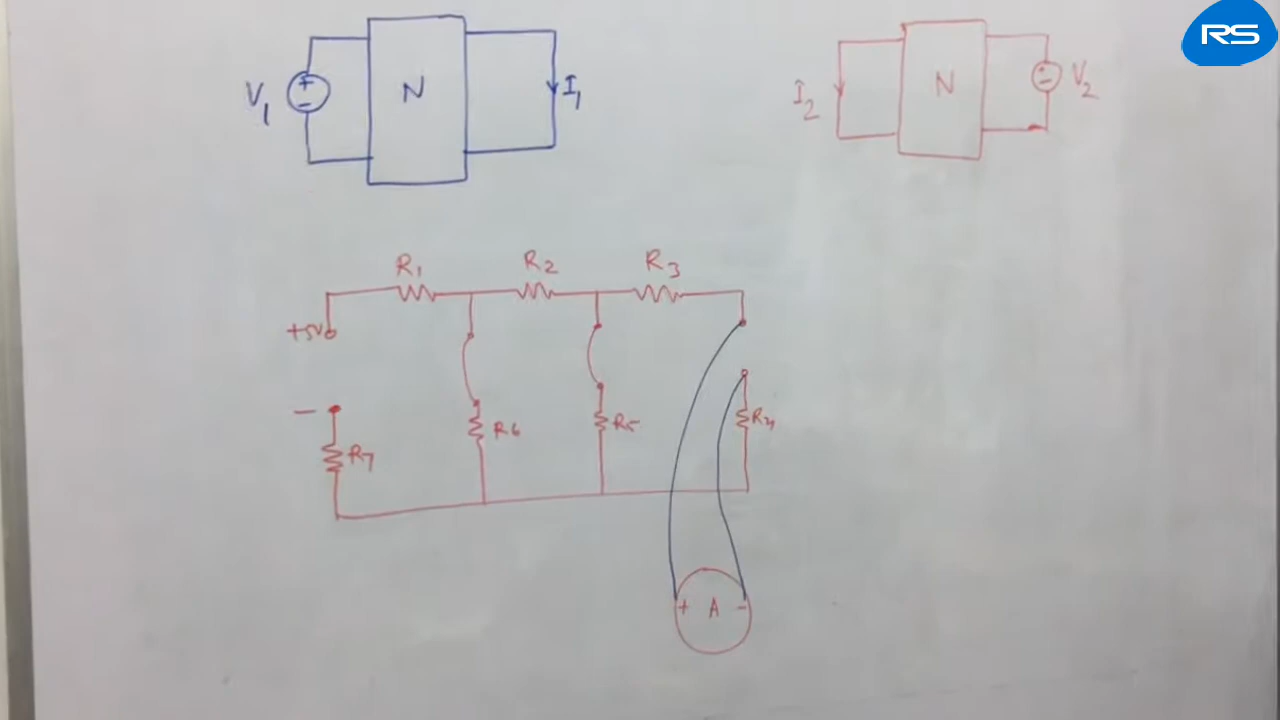 RS
V1
+
-
N
I1
I2
N
+
-
V2
R1
R2
R3
+5V
-
R7
R6
R5
R4
+ A -